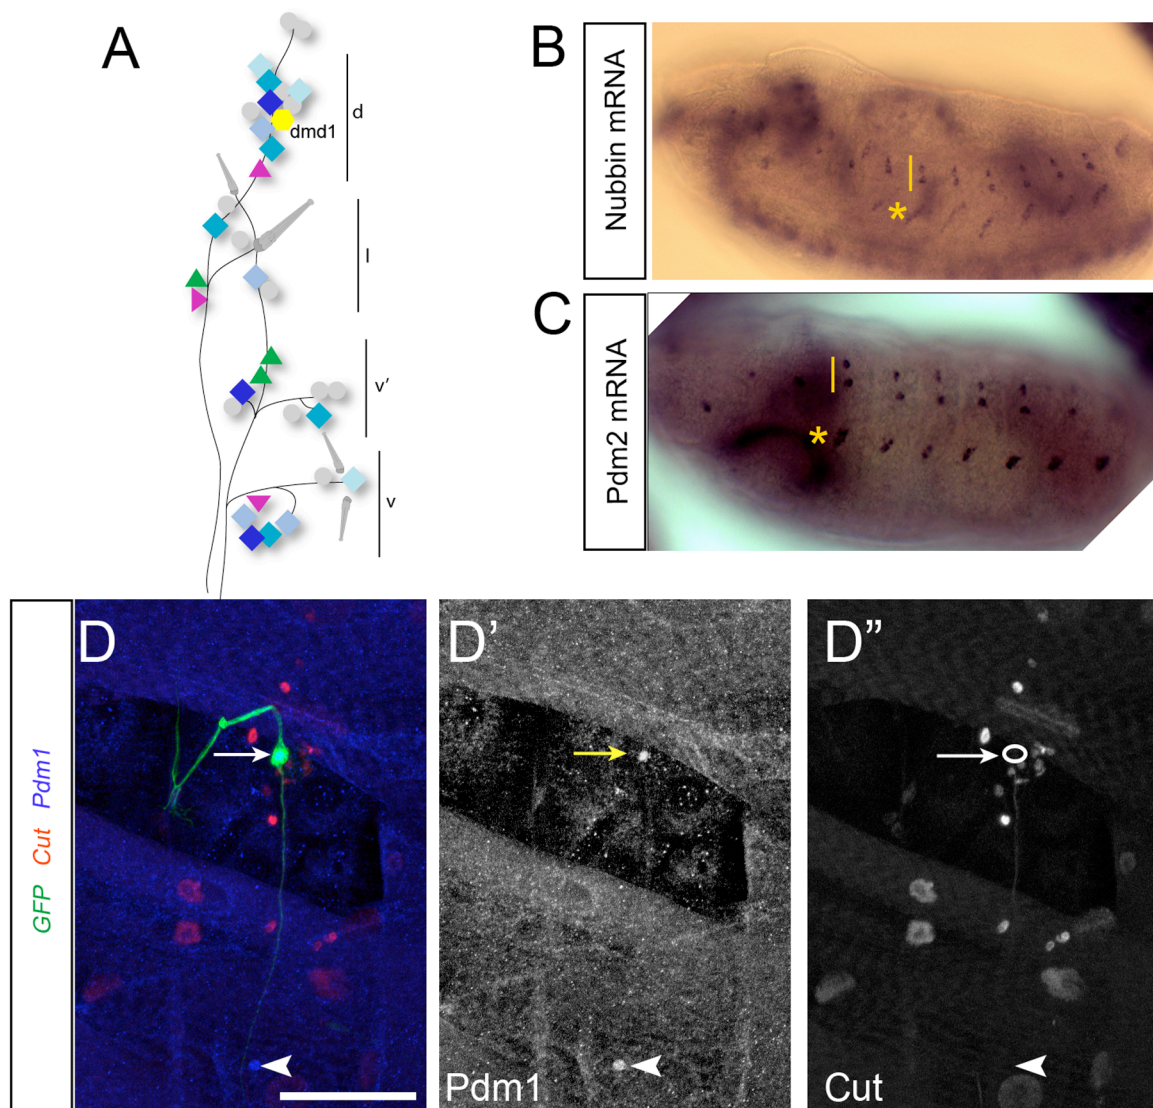 A
d
dmd1
l
v'
v
B
Nubbin mRNA
*
C
Pdm2 mRNA
*
GFP Cut Pdm1
D
D’
Pdm1
D”
Cut